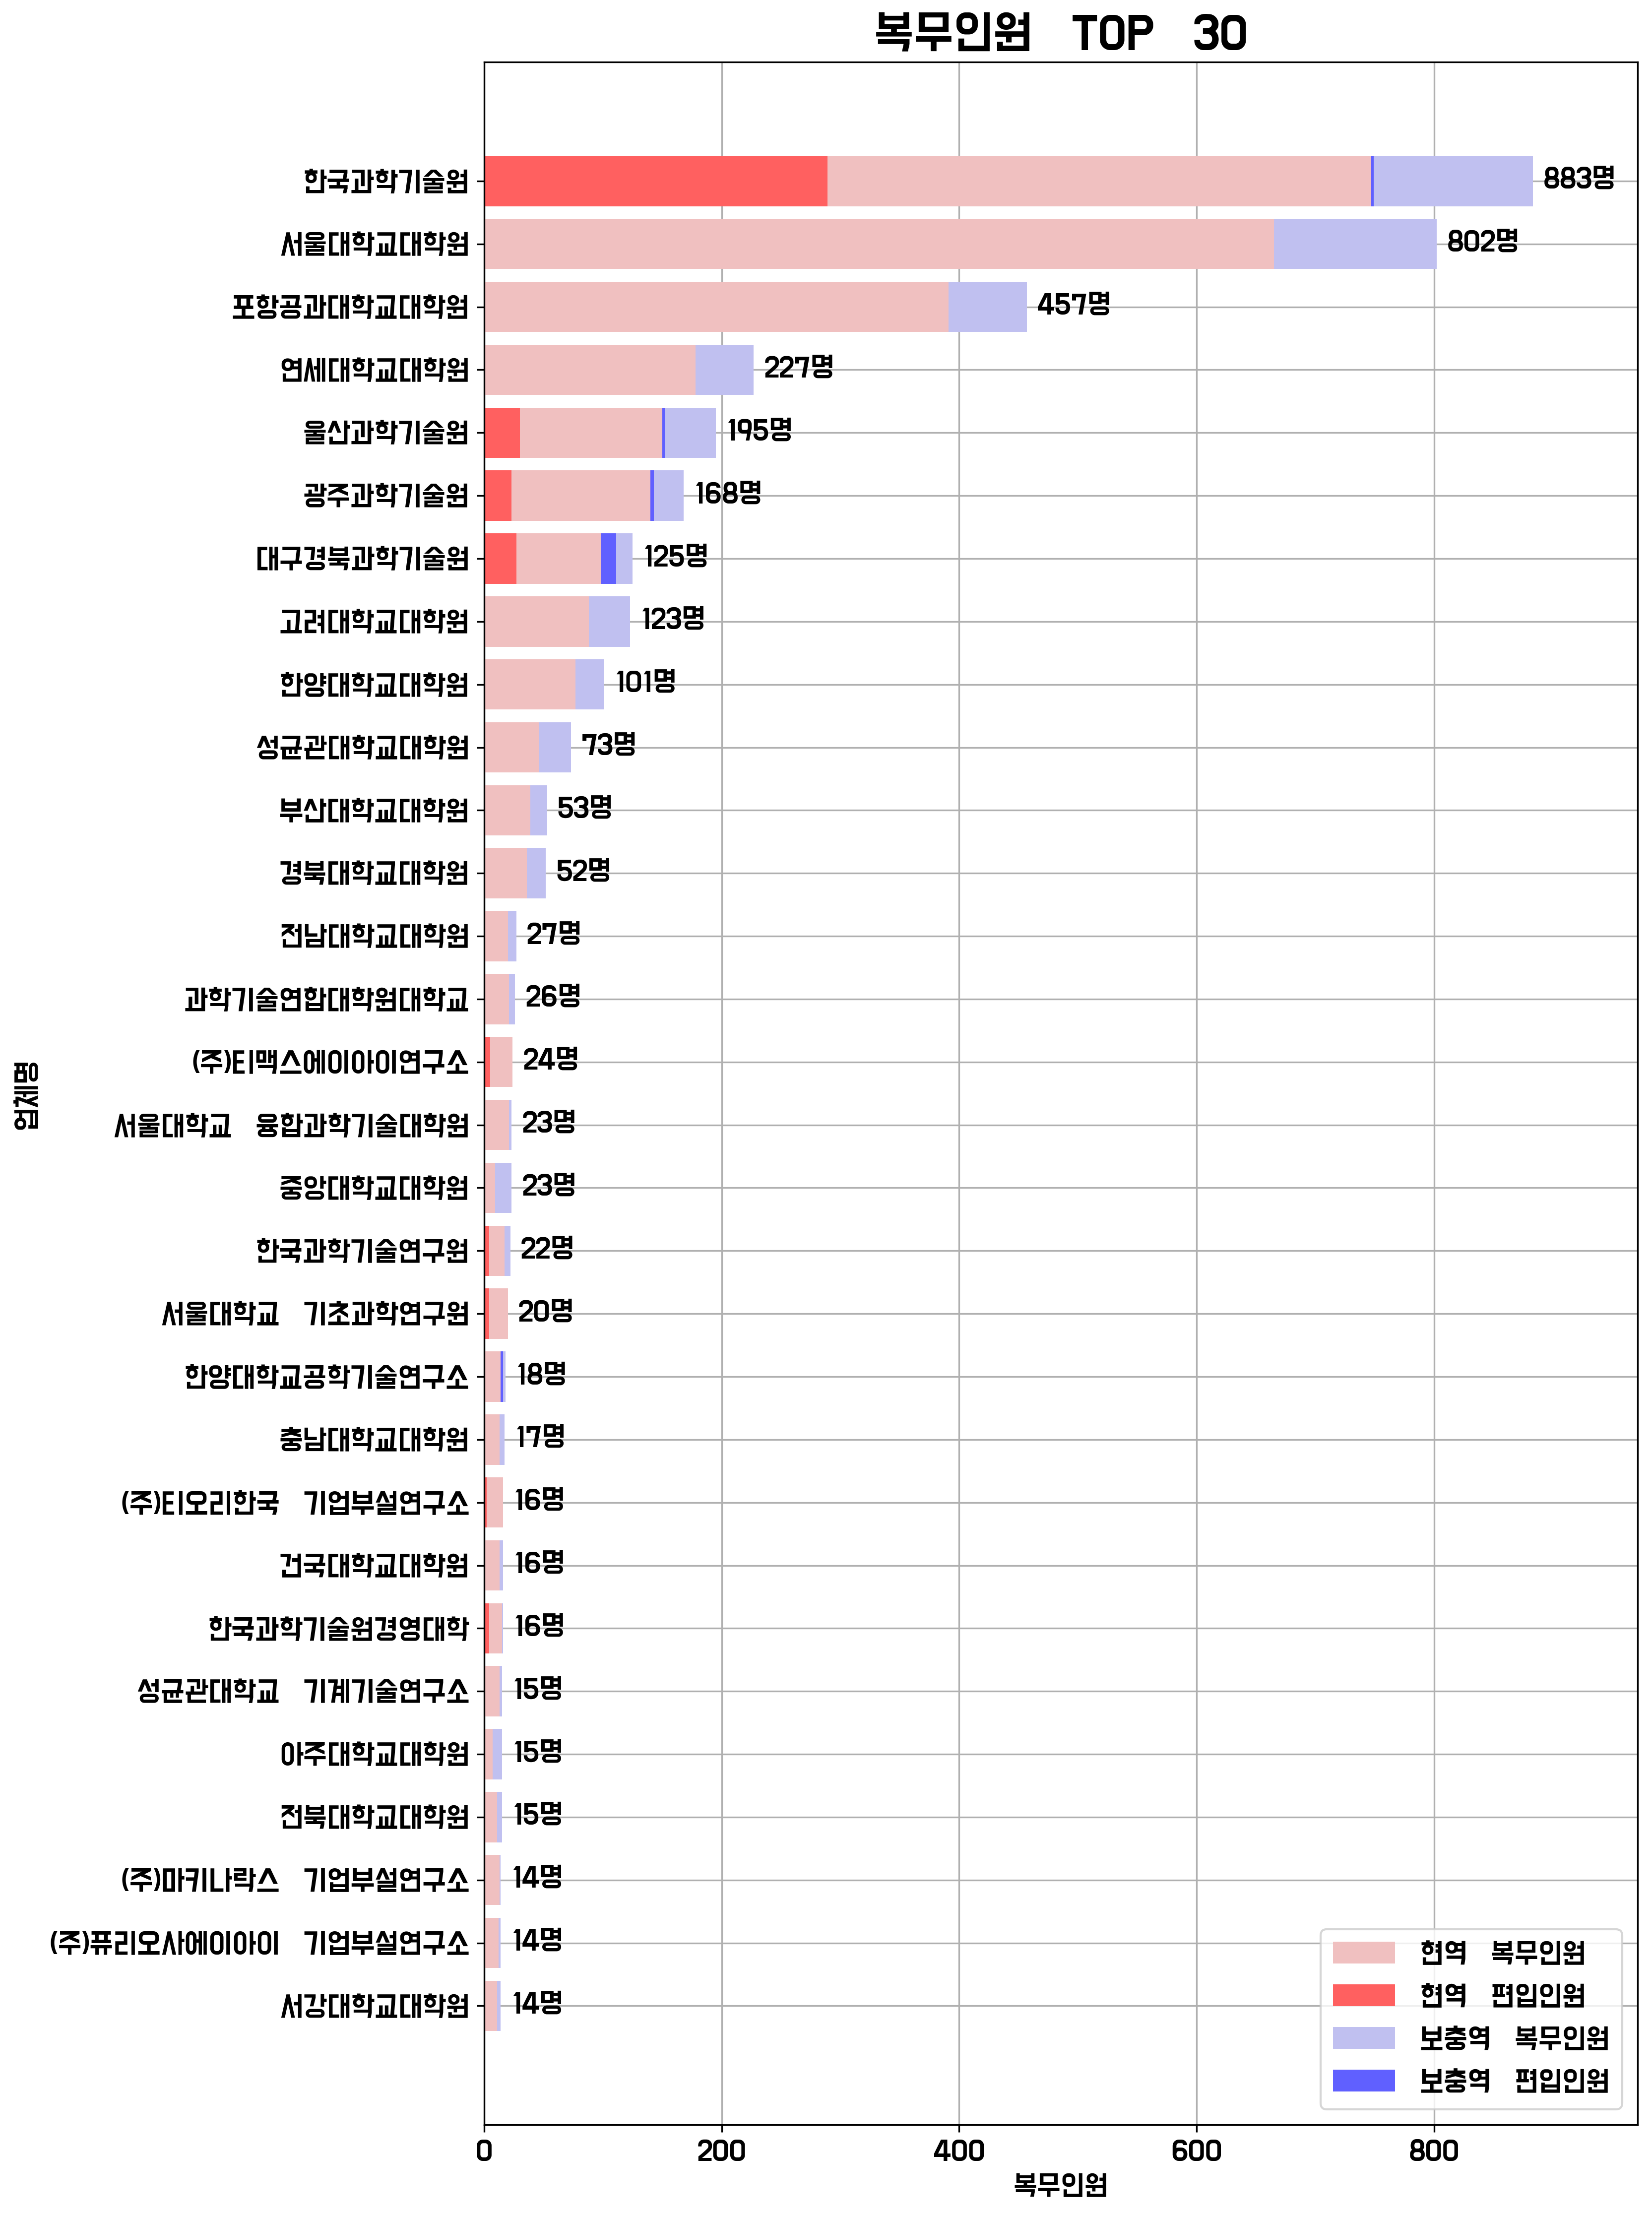 복무인원 TOP 30
한국과학기술원 883명
서울대학교대학원 802명
포항공과대학교대학원 457명
연세대학교대학원 227명
울산과학기술원 195명
광주과학기술원 168명
대구경북과학기술원 125명
고려대학교대학원 123명
한양대학교대학원 101명
성균관대학교대학원 73명
부산대학교대학원 53명
경북대학교대학원 52명
전남대학교대학원 27명
과학기술연합대학원대학교 26명
(주)티맥스에이아이연구소 24명
서울대학교 융합과학기술대학원 23명
중앙대학교대학원 23명
한국과학기술연구원 22명
서울대학교 기초과학연구원 20명
한양대학교공학기술연구소 18명
충남대학교대학원 17명
(주)티오리한국 기업부설연구소 16명
건국대학교대학원 16명
한국과학기술원경영대학 16명
성균관대학교 기계기술연구소 15명
아주대학교대학원 15명
전북대학교대학원 15명
(주)마키나락스 기업부설연구소 14명
(주)퓨리오사에이아이 기업부설연구소 14명
서강대학교대학원 14명
업체명
현역 복무인원
현역 편입인원
보충역 복무인원
보충역 편입인원
0 200 400 600 800
복무인원